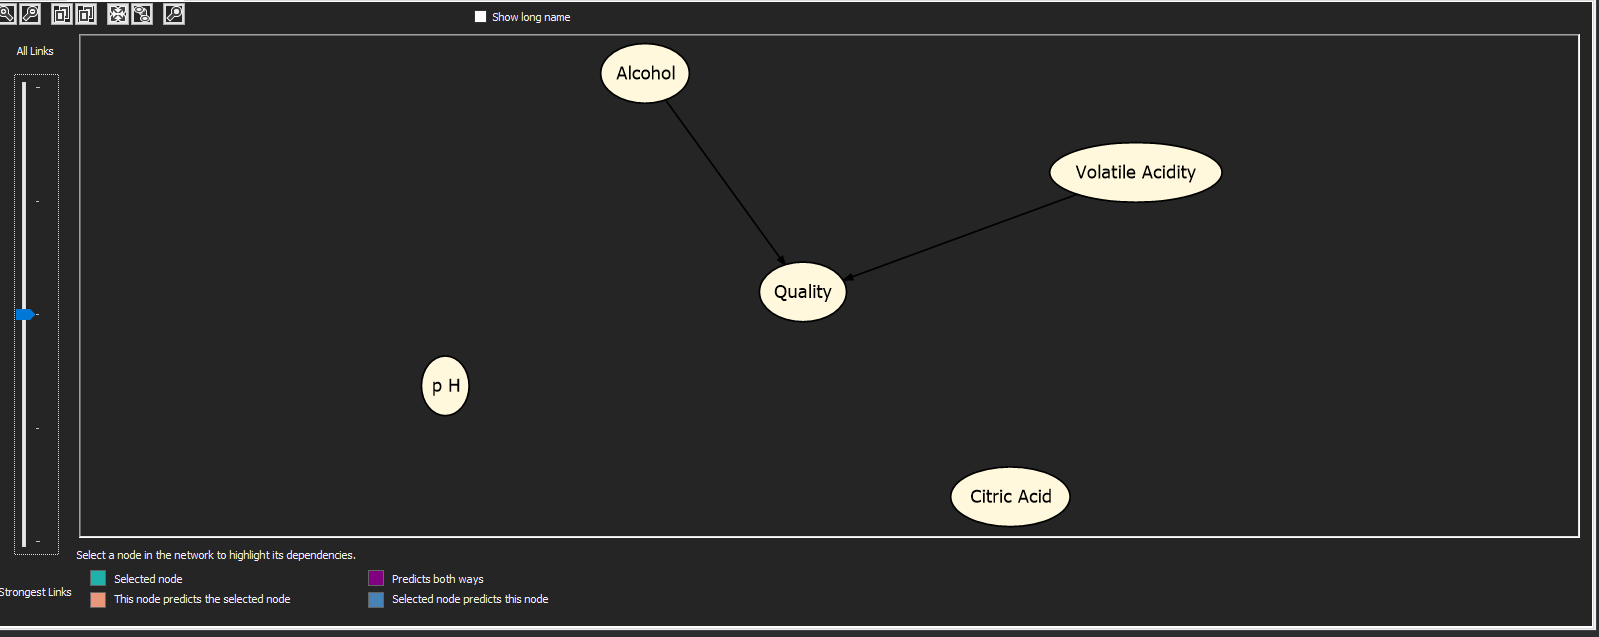 Show long name
All Links
Alcohol
Volatile Acidity
Quality
p H
Citric Acid
Select a node in the network to highlight its dependencies.
Selected node
Predicts both ways
Strongest Links
This node predicts the selected node
Selected node predicts this node